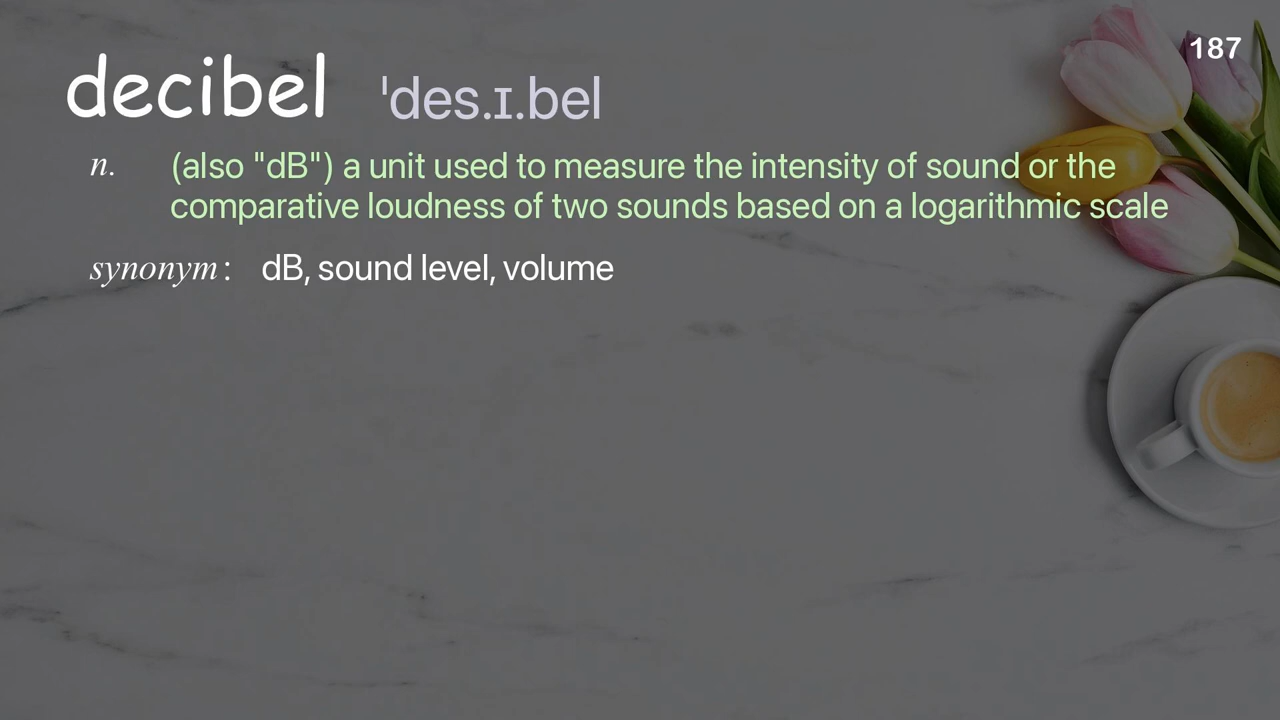 187
decibel ˈdes.ɪ.bel
n. (also "dB") a unit used to measure the intensity of sound or the
comparative loudness of two sounds based on a logarithmic scale
synonym : dB, sound level, volume